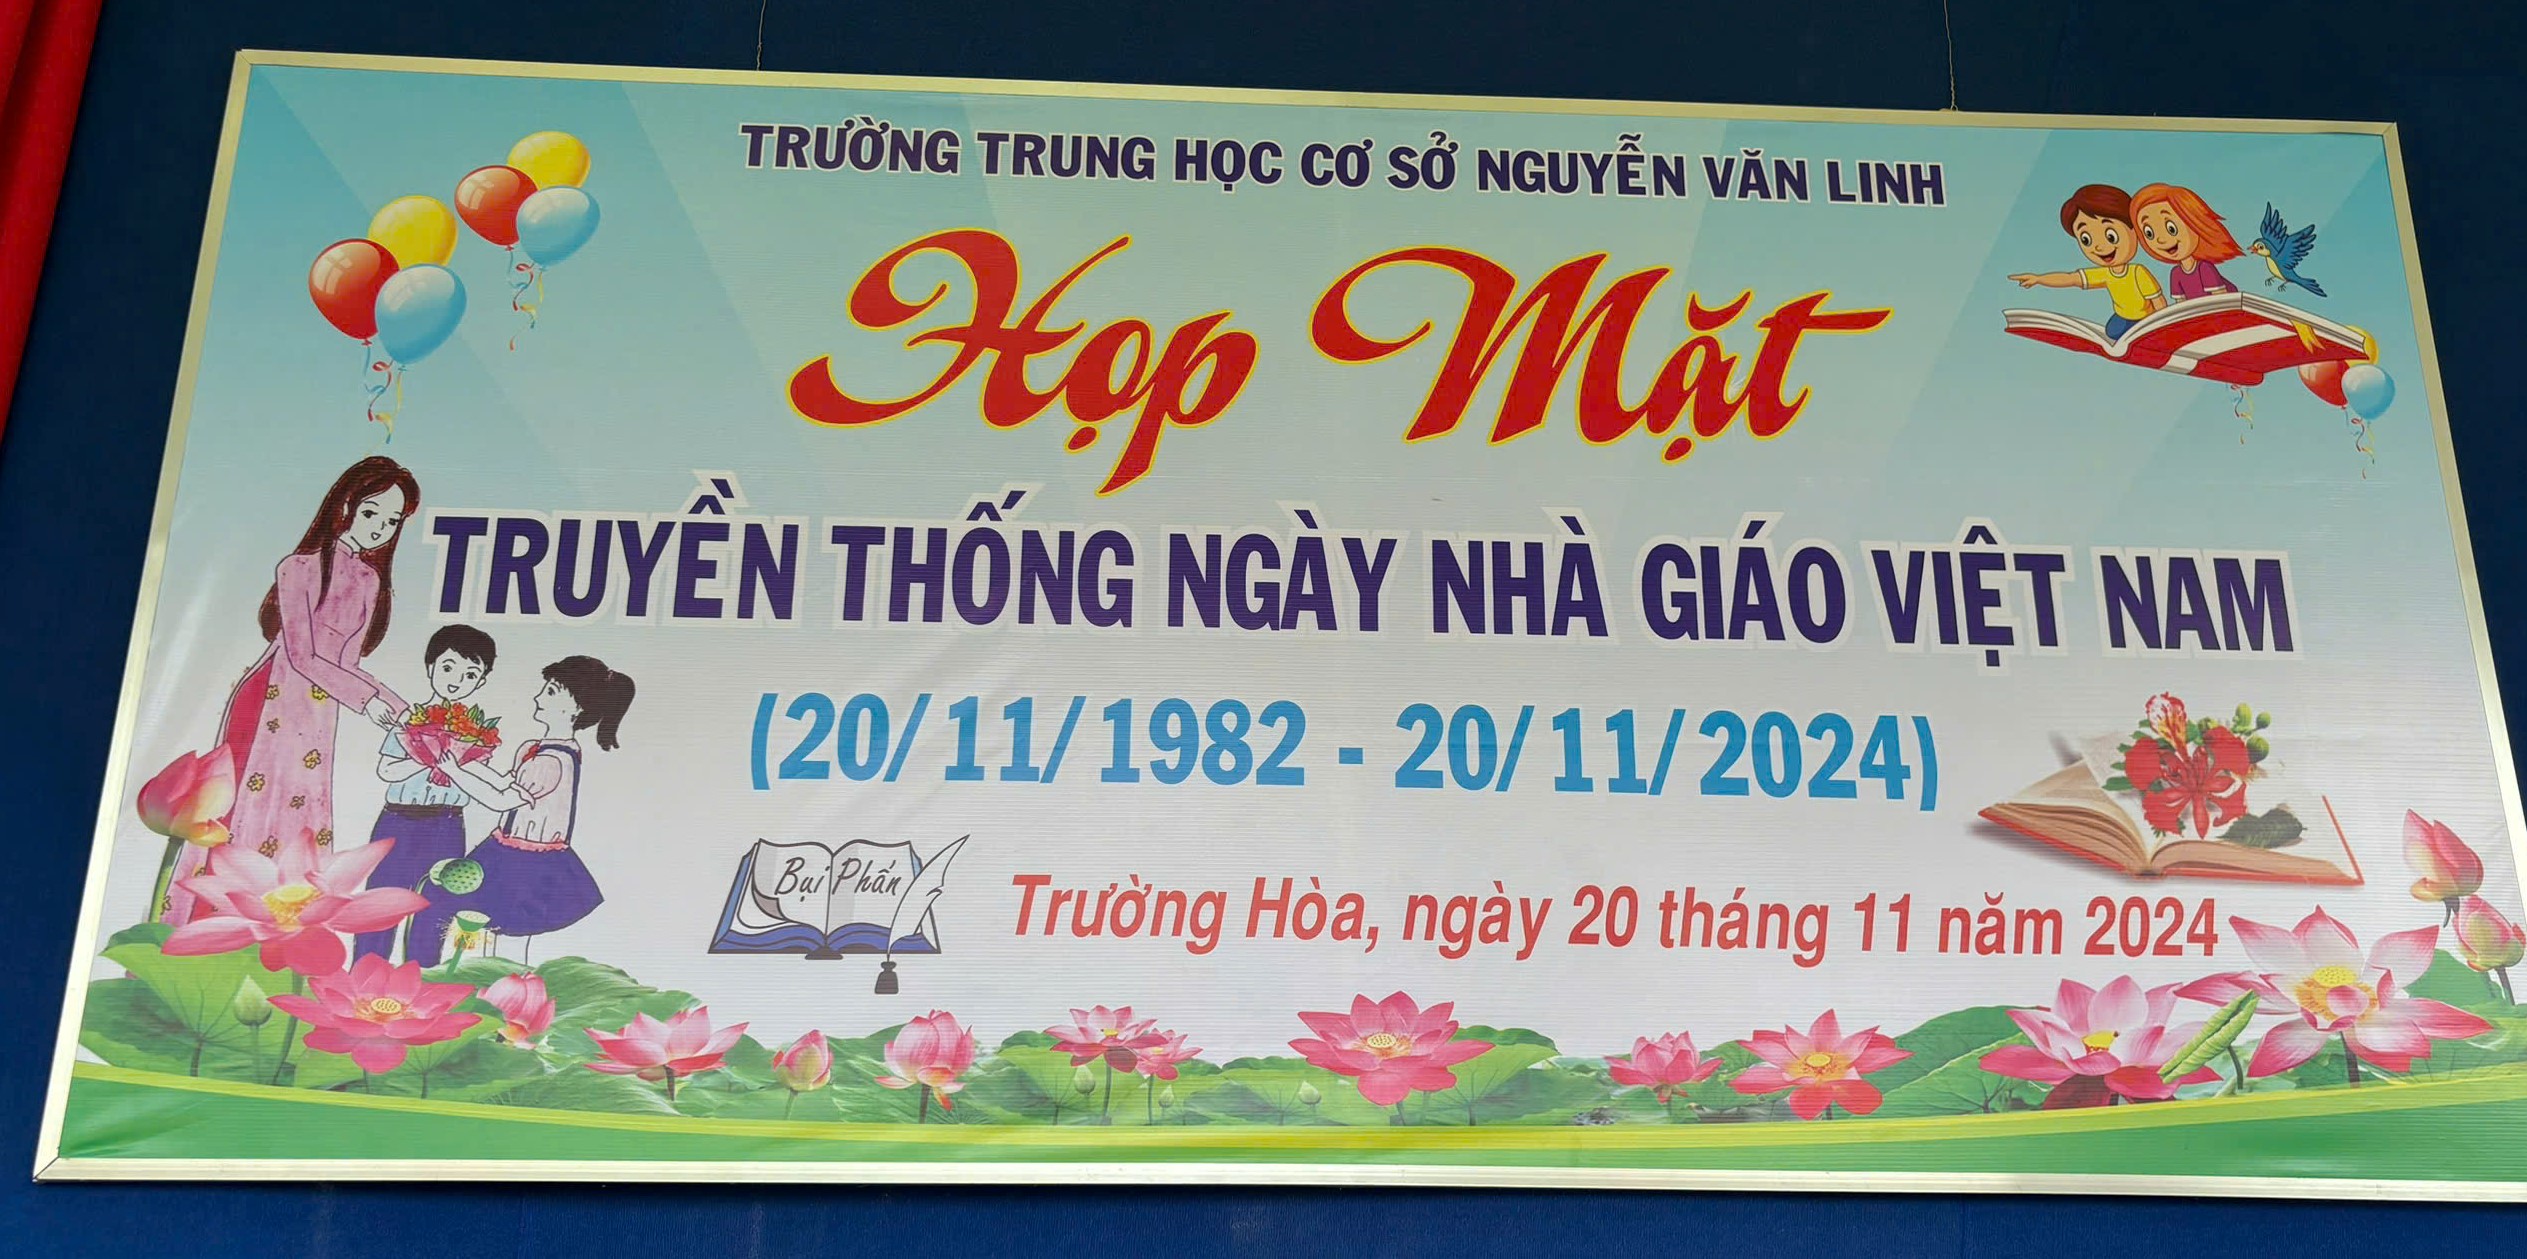 TRƯỜNG TRUNG HỌC CƠ SỞ NGUYỄN VĂN LINH
Họp Mặt
TRUYỀN THỐNG NGÀY NHÀ GIÁO VIỆT NAM
(20/11/1982 - 20/11/2024)
Bụi Phấn
Trường Hòa, ngày 20 tháng 11 năm 2024